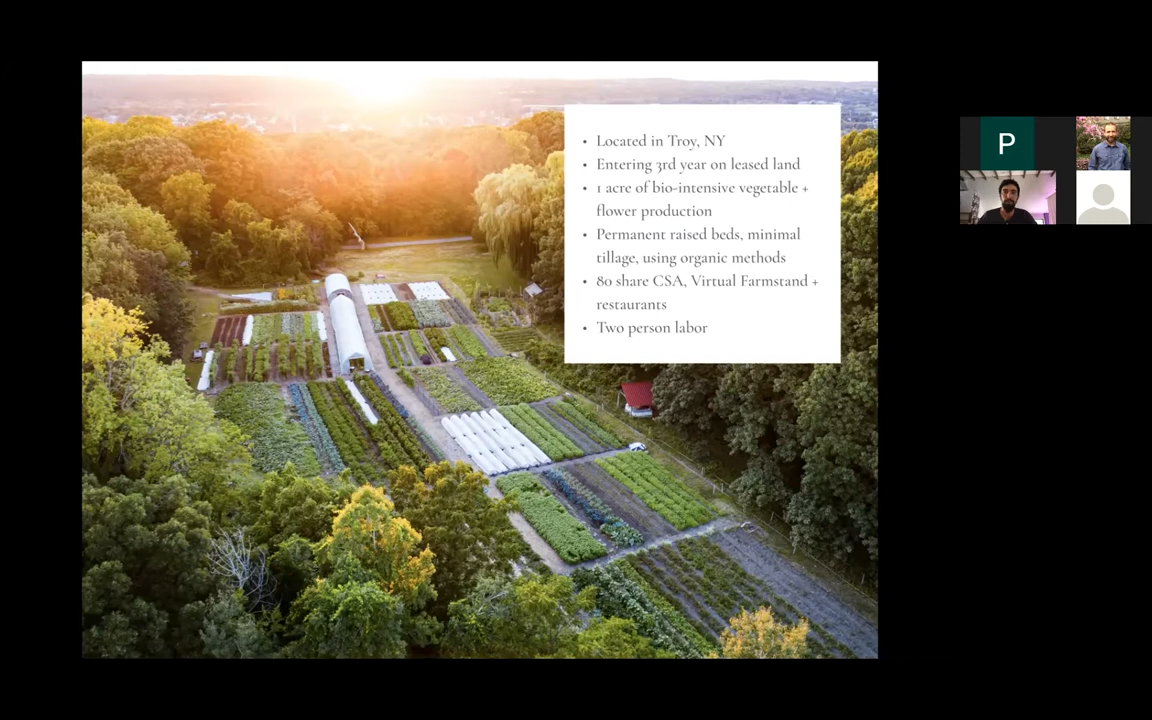 • Located in Troy, NY
• Entering 3rd year on leased land
• 1 acre of bio-intensive vegetable +
flower production
• Permanent raised beds, minimal
tillage, using organic methods
• 80 share CSA, Virtual Farmstand +
restaurants
• Two person labor
P